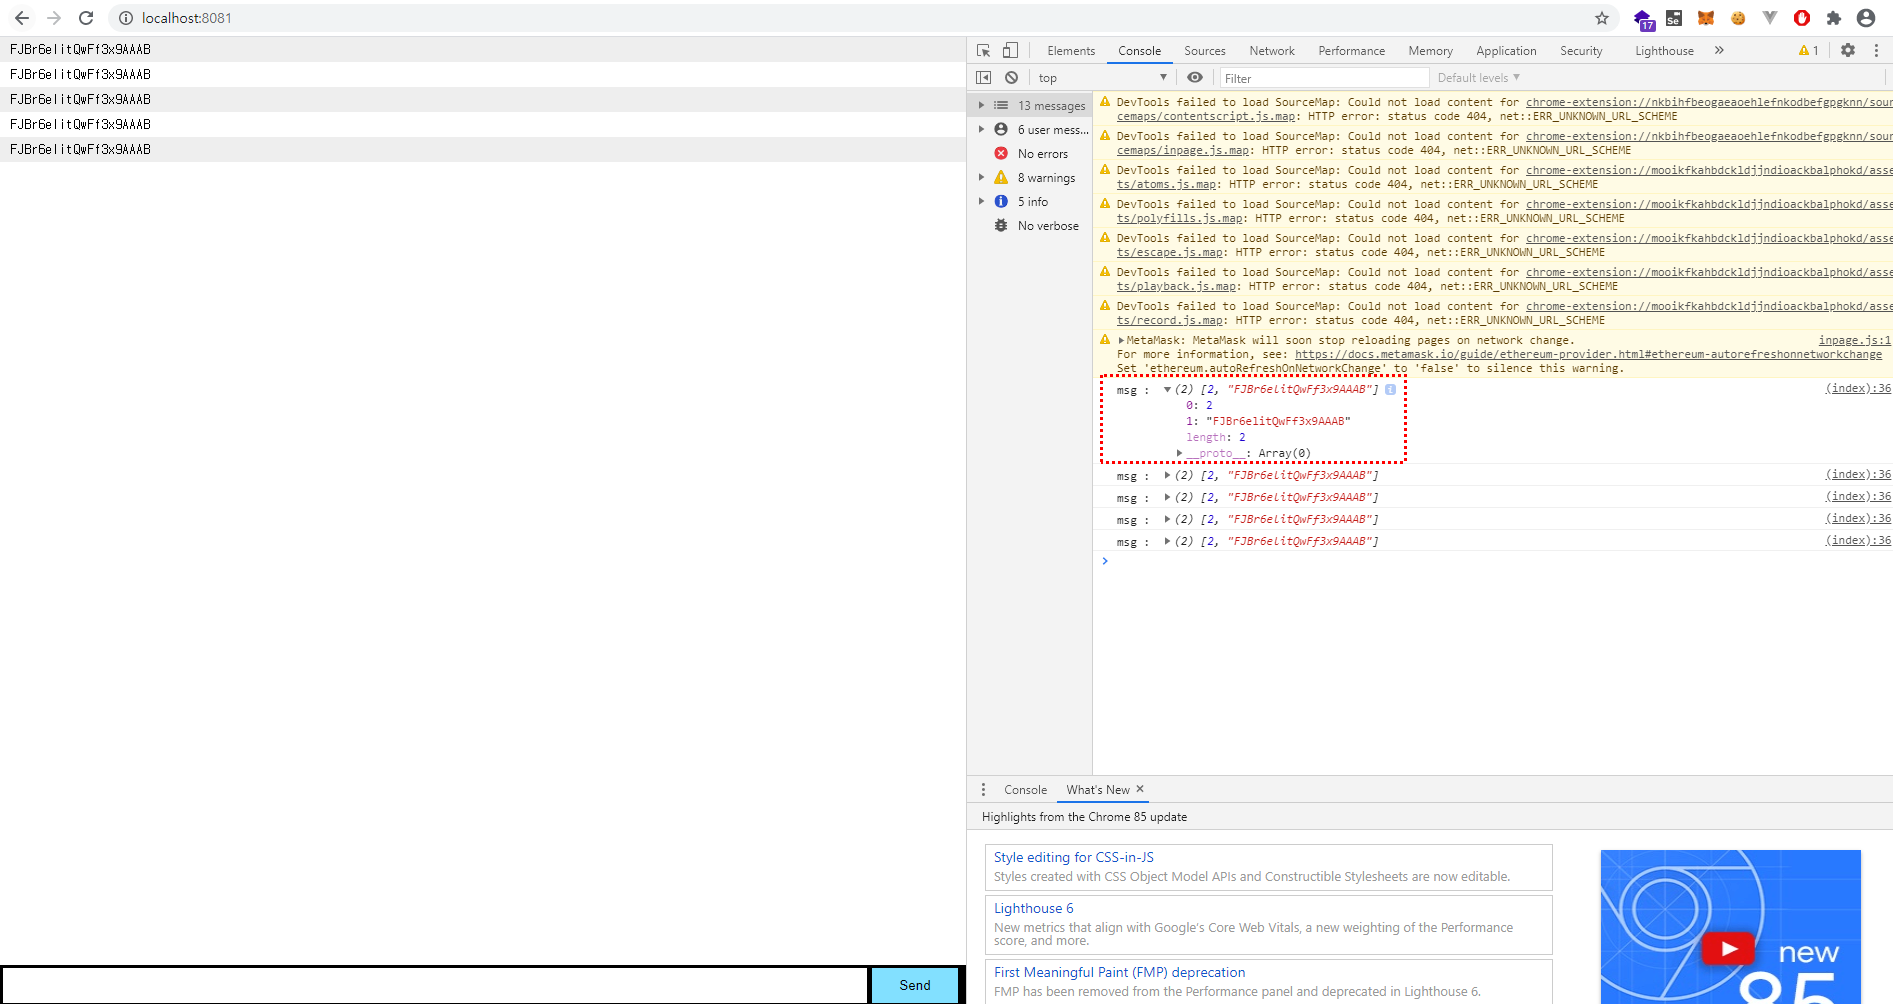 localhost:8081
17
Se
FJBr6elitQwFf3x9AAAB
FJBr6elitQwFf3x9AAAB
FJBr6elitQwFf3x9AAAB
FJBr6elitQwFf3x9AAAB
FJBr6elitQwFf3x9AAAB
Send
Elements Console Sources Network Performance Memory Application Security Lighthouse » 1
top Filter Default levels
13 messages
6 user mess...
No errors
8 warnings
5 info
No verbose
DevTools failed to load SourceMap: Could not load content for chrome-extension://nkbihfbeogaeaoehlefnkodbefgpgknn/sour
cemaps/contentscript.js.map: HTTP error: status code 404, net::ERR_UNKNOWN_URL_SCHEME
DevTools failed to load SourceMap: Could not load content for chrome-extension://nkbihfbeogaeaoehlefnkodbefgpgknn/sour
cemaps/inpage.js.map: HTTP error: status code 404, net::ERR_UNKNOWN_URL_SCHEME
DevTools failed to load SourceMap: Could not load content for chrome-extension://mooikfkahbdckldjjndioackbalphokd/asse
ts/atoms.js.map: HTTP error: status code 404, net::ERR_UNKNOWN_URL_SCHEME
DevTools failed to load SourceMap: Could not load content for chrome-extension://mooikfkahbdckldjjndioackbalphokd/asse
ts/polyfills.js.map: HTTP error: status code 404, net::ERR_UNKNOWN_URL_SCHEME
DevTools failed to load SourceMap: Could not load content for chrome-extension://mooikfkahbdckldjjndioackbalphokd/asse
ts/escape.js.map: HTTP error: status code 404, net::ERR_UNKNOWN_URL_SCHEME
DevTools failed to load SourceMap: Could not load content for chrome-extension://mooikfkahbdckldjjndioackbalphokd/asse
ts/playback.js.map: HTTP error: status code 404, net::ERR_UNKNOWN_URL_SCHEME
DevTools failed to load SourceMap: Could not load content for chrome-extension://mooikfkahbdckldjjndioackbalphokd/asse
ts/record.js.map: HTTP error: status code 404, net::ERR_UNKNOWN_URL_SCHEME
MetaMask: MetaMask will soon stop reloading pages on network change. inpage.js:1
For more information, see: https://docs.metamask.io/guide/ethereum-provider.html#ethereum-autorefreshonnetworkchange
Set 'ethereum.autoRefreshOnNetworkChange' to 'false' to silence this warning.
msg : (2) [2, "FJBr6elitQwFf3x9AAAB"] (index):36
0: 2
1: "FJBr6elitQwFf3x9AAAB"
length: 2
__proto__: Array(0)
msg : (2) [2, "FJBr6elitQwFf3x9AAAB"] (index):36
msg : (2) [2, "FJBr6elitQwFf3x9AAAB"] (index):36
msg : (2) [2, "FJBr6elitQwFf3x9AAAB"] (index):36
msg : (2) [2, "FJBr6elitQwFf3x9AAAB"] (index):36
Console What's New ×
Highlights from the Chrome 85 update
Style editing for CSS-in-JS
Styles created with CSS Object Model APIs and Constructible Stylesheets are now editable.
Lighthouse 6
New metrics that align with Google's Core Web Vitals, a new weighting of the Performance
score, and more.
First Meaningful Paint (FMP) deprecation
FMP has been removed from the Performance panel and deprecated in Lighthouse 6.
new
85